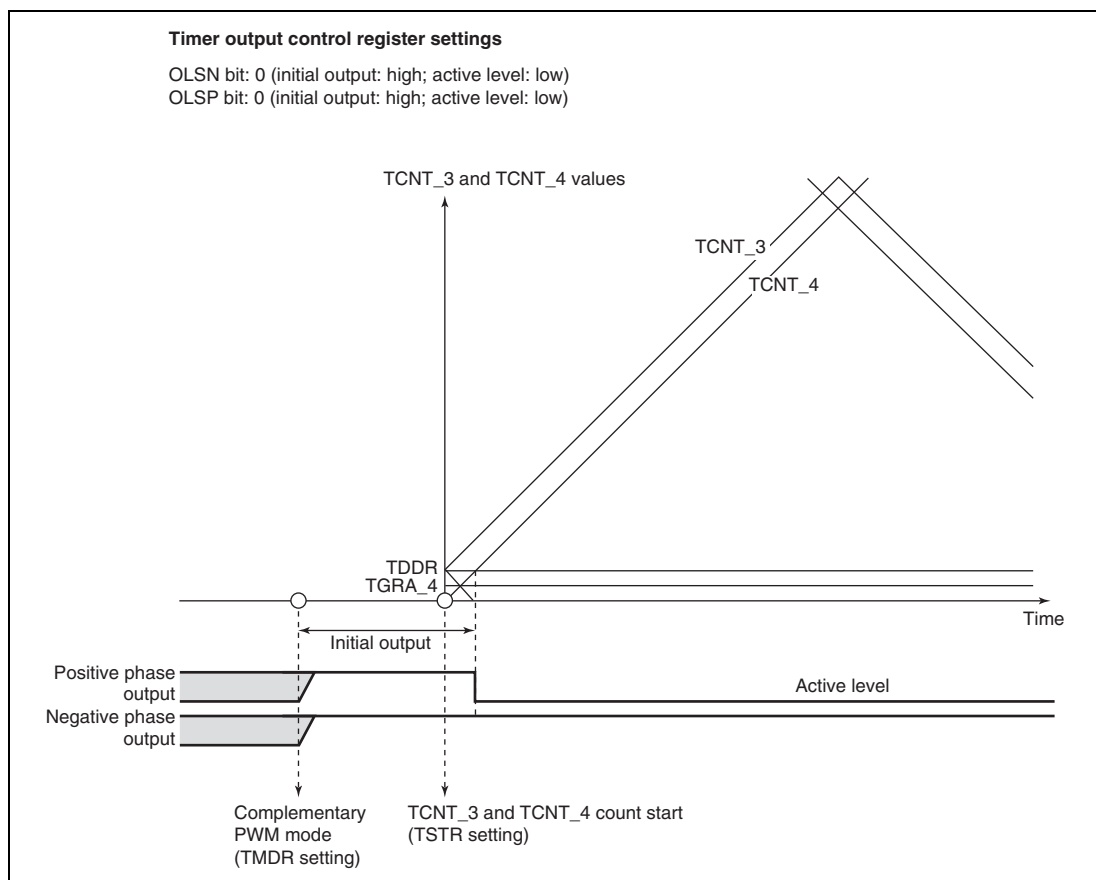 Timer output control register settings
OLSN bit: 0 (initial output: high; active level: low)
OLSP bit: 0 (initial output: high; active level: low)
TCNT_3 and TCNT_4 values
TCNT_3
TCNT_4
TDDR
TGRA_4
Time
Initial output
Positive phase
output
Active level
Negative phase
output
Complementary
PWM mode
(TMDR setting)
TCNT_3 and TCNT_4 count start
(TSTR setting)